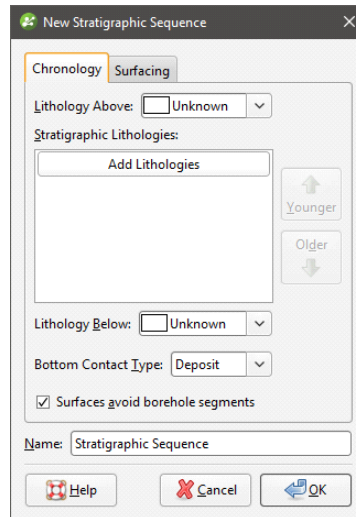 New Stratigraphic Sequence
Chronology Surfacing
Lithology Above: Unknown
Stratigraphic Lithologies:
Add Lithologies
Younger
Older
Lithology Below: Unknown
Bottom Contact Type: Deposit
Surfaces avoid borehole segments
Name: Stratigraphic Sequence
Help Cancel OK